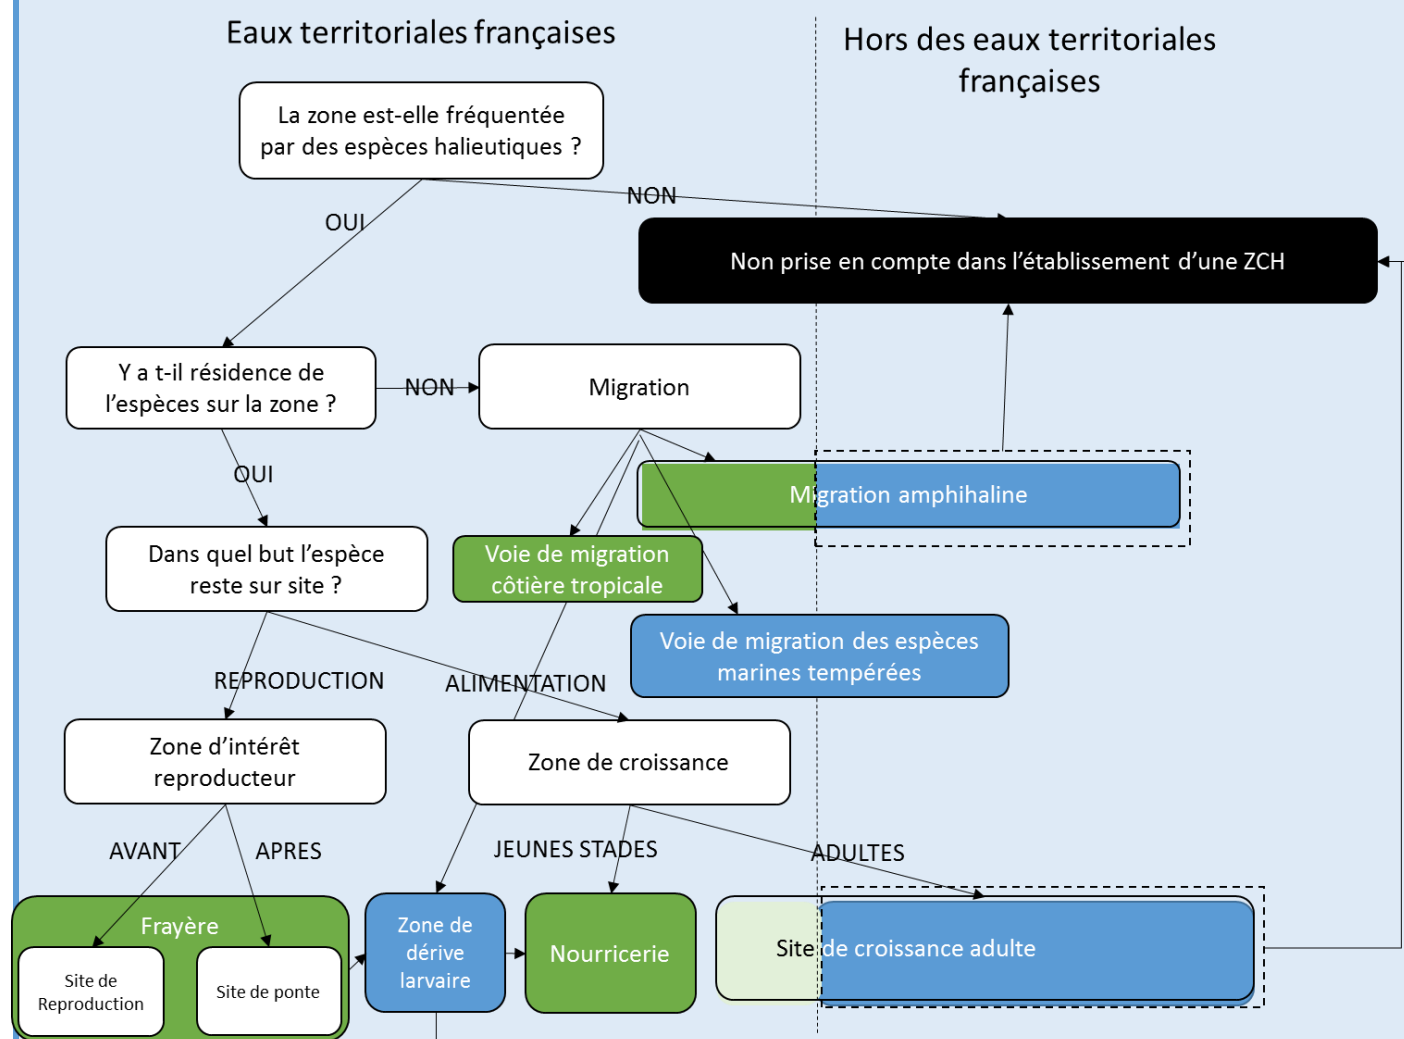 Eaux territoriales françaises
Hors des eaux territoriales
françaises
La zone est-elle fréquentée
par des espèces halieutiques ?
NON
OUI
Non prise en compte dans l’établissement d’une ZCH
Y a t-il résidence de
l’espèces sur la zone ?
NON
Migration
OUI
Migration amphihaline
Dans quel but l’espèce
reste sur site ?
Voie de migration
côtière tropicale
Voie de migration des espèces
marines tempérées
REPRODUCTION
ALIMENTATION
Zone d’intérêt
reproducteur
Zone de croissance
AVANT
APRES
JEUNES STADES
ADULTES
Frayère
Site de
Reproduction
Site de ponte
Zone de
dérive
larvaire
Nourricerie
Site de croissance adulte